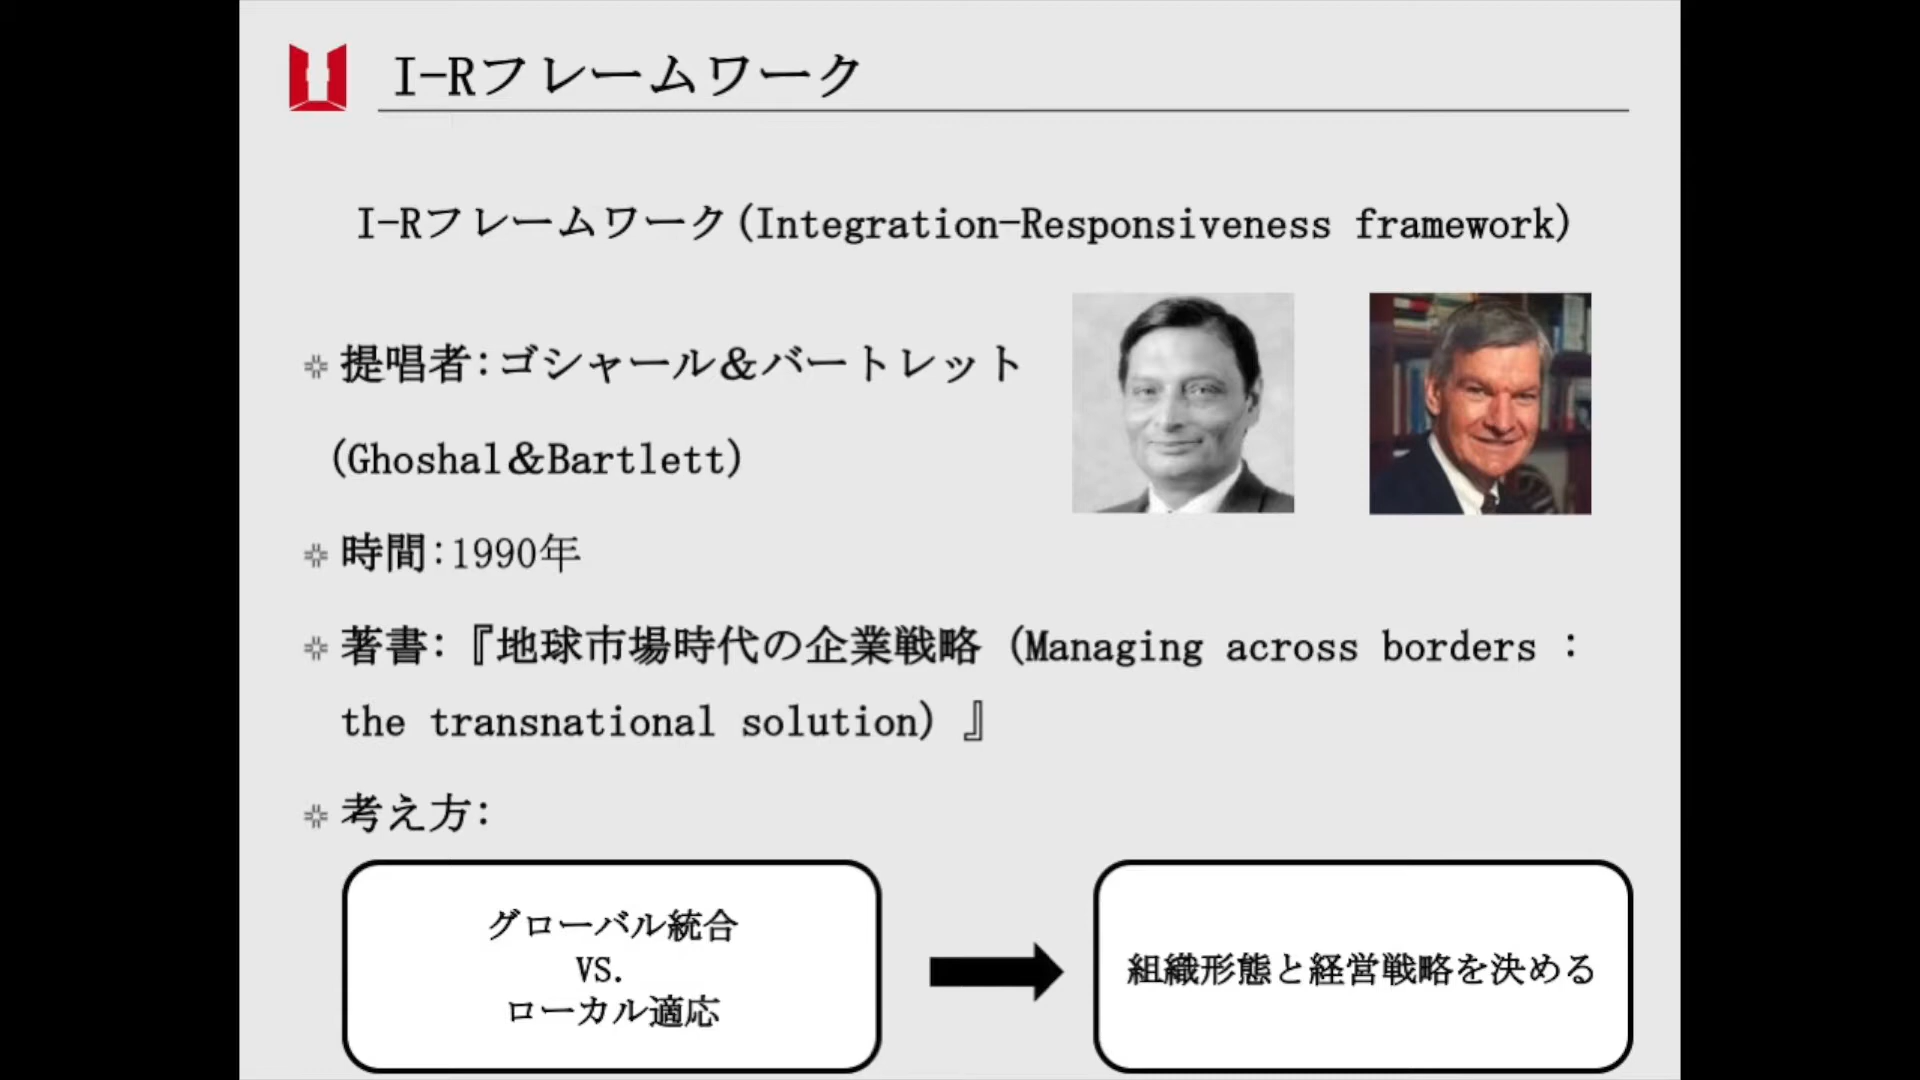 I-Rフレームワーク
I-Rフレームワーク(Integration-Responsiveness framework)
提唱者:ゴシャール&バートレット
(Ghoshal&Bartlett)
時間:1990年
著書:『地球市場時代の企業戦略 (Managing across borders :
the transnational solution) 』
考え方:
グローバル統合
VS.
ローカル適応
組織形態と経営戦略を決める